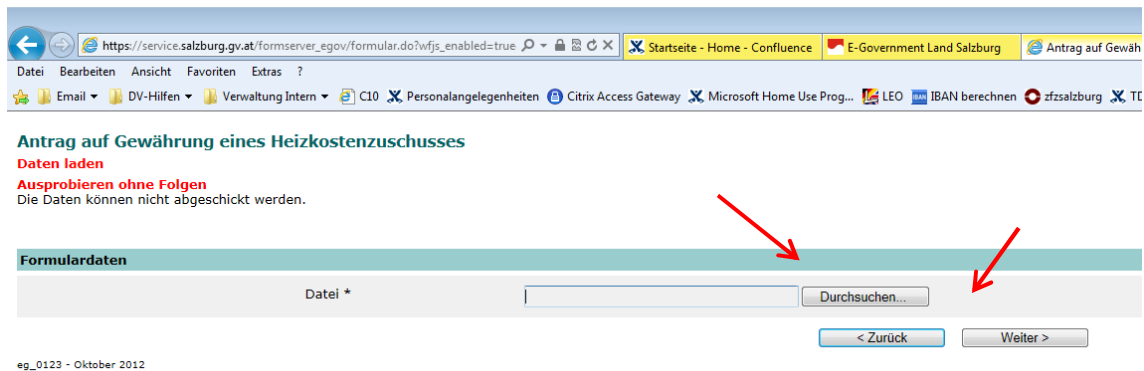 https://service.salzburg.gv.at/formserver_egov/formular.do?wfjs_enabled=true
Startseite - Home - Confluence
E-Government Land Salzburg
Antrag auf Gewäh
Datei Bearbeiten Ansicht Favoriten Extras ?
Email DV-Hilfen Verwaltung Intern C10 Personalangelegenheiten Citrix Access Gateway Microsoft Home Use Prog... LEO IBAN IBAN berechnen zfzsalzburg TD
Antrag auf Gewährung eines Heizkostenzuschusses
Daten laden
Ausprobieren ohne Folgen
Die Daten können nicht abgeschickt werden.
Formulardaten
Datei * Durchsuchen...
< Zurück Weiter >
eg_0123 - Oktober 2012